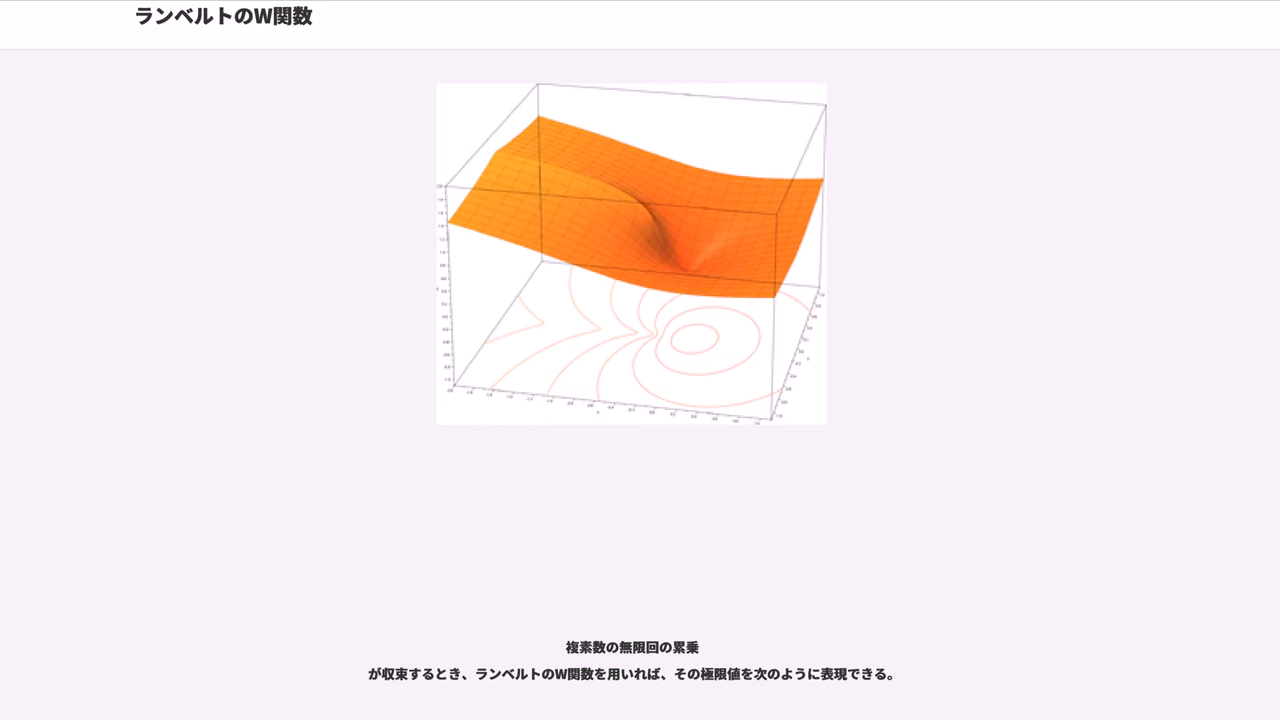 ランベルトのW関数
複素数の無限回の累乗
が収束するとき、ランベルトのW関数を用いれば、その極限値を次のように表現できる。